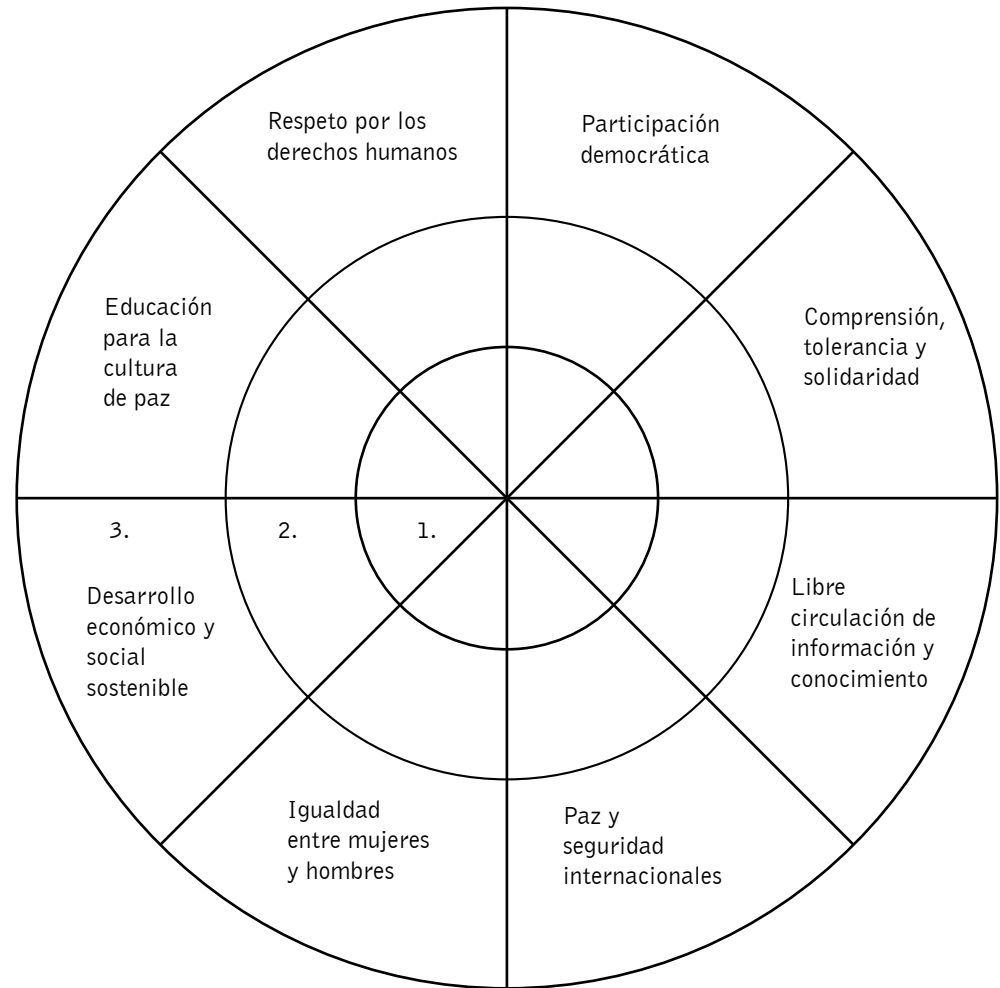 Respeto por los
derechos humanos
Participación
democrática
Educación
para la
cultura
de paz
Comprensión,
tolerancia y
solidaridad
3.
2.
1.
Desarrollo
económico y
social
sostenible
Libre
circulación de
información y
conocimiento
Igualdad
entre mujeres
y hombres
Paz y
seguridad
internacionales